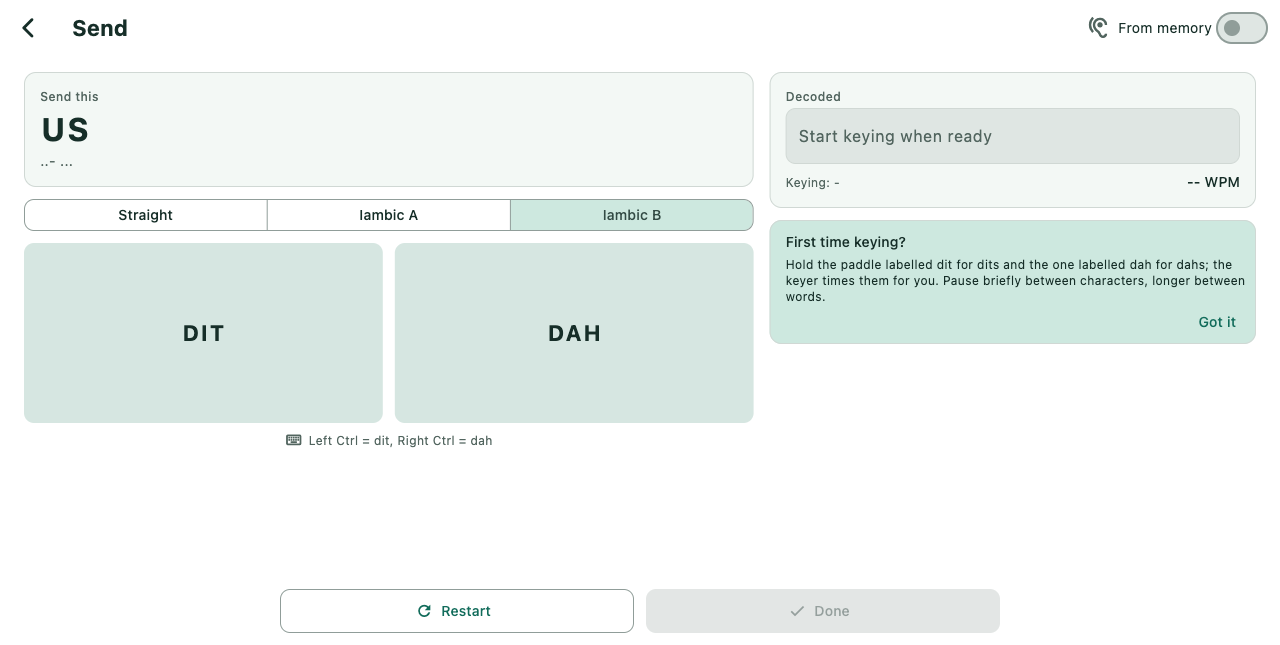 Send
From memory
Send this
US
..- ...
Straight
Iambic A
Iambic B
DIT
DAH
Left Ctrl = dit, Right Ctrl = dah
Decoded
Start keying when ready
Keying: -
-- WPM
First time keying?
Hold the paddle labelled dit for dits and the one labelled dah for dahs; the
keyer times them for you. Pause briefly between characters, longer between
words.
Got it
Restart
Done